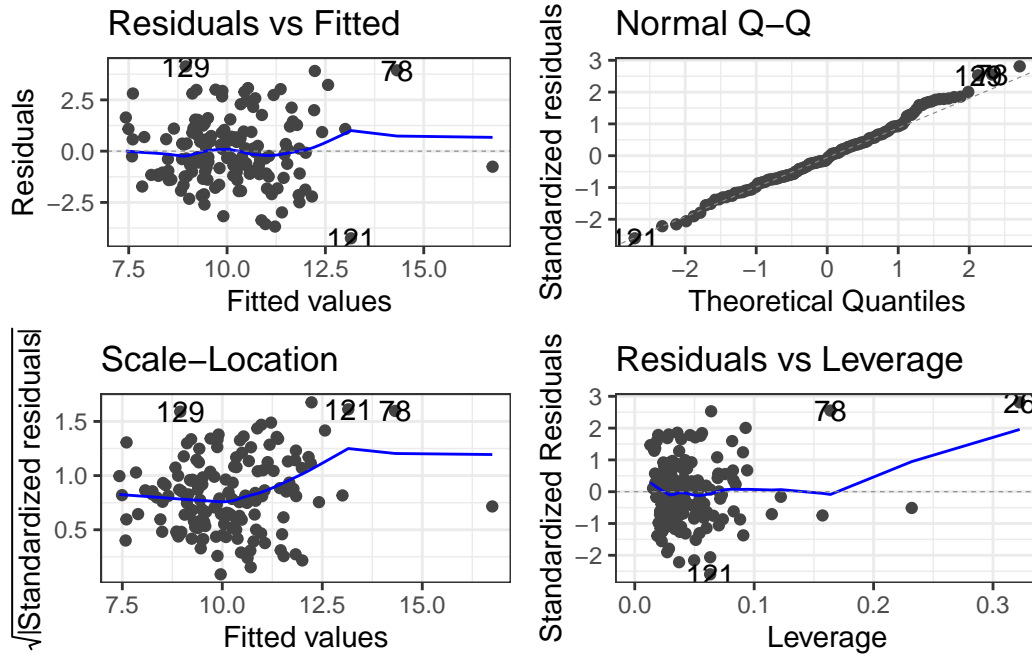 Residuals vs Fitted
Residuals
2.5
0.0
−2.5
129
78
121
7.5 10.0 12.5 15.0
Fitted values
Normal Q−Q
Standardized residuals
3
2
1
0
−1
−2
129
78
121
−2 −1 0 1 2
Theoretical Quantiles
Scale−Location
√|Standardized residuals|
1.5
1.0
0.5
129
121
78
7.5 10.0 12.5 15.0
Fitted values
Residuals vs Leverage
Standardized Residuals
3
2
1
0
−1
−2
78
26
121
0.0 0.1 0.2 0.3
Leverage